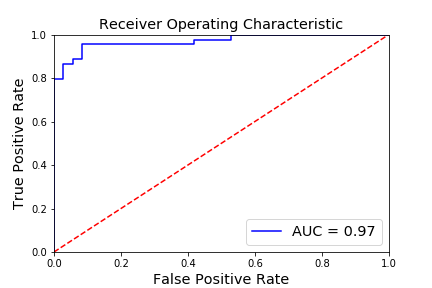 Receiver Operating Characteristic
True Positive Rate
1.0
0.8
0.6
0.4
0.2
0.0
AUC = 0.97
0.0 0.2 0.4 0.6 0.8 1.0
False Positive Rate